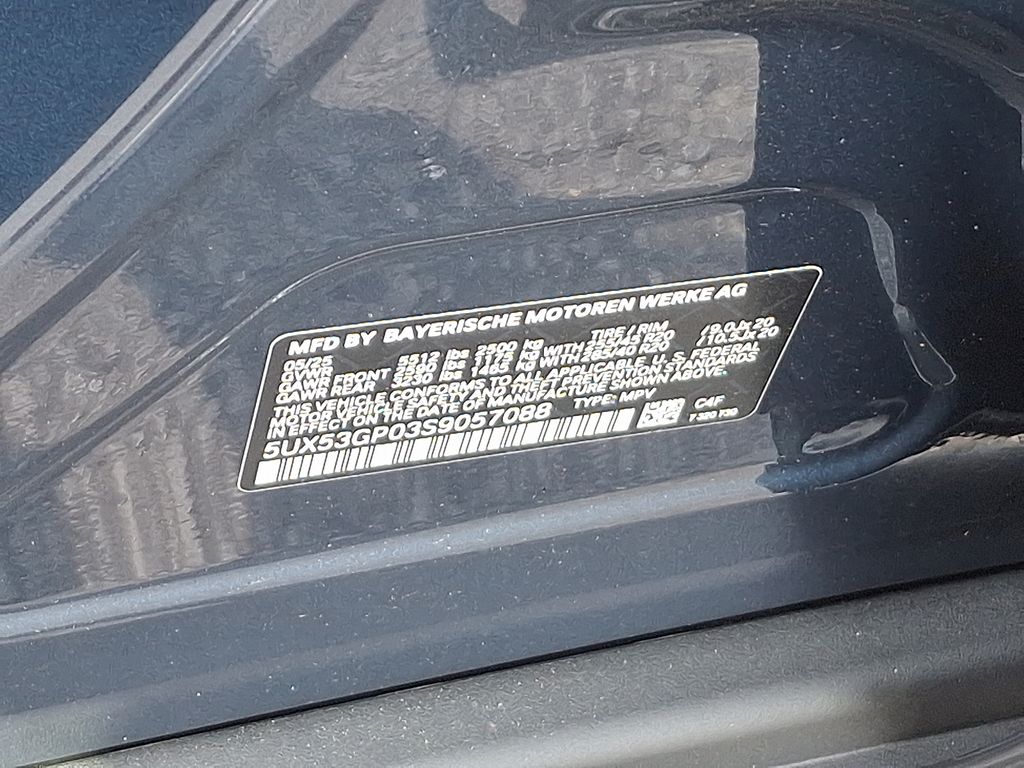 MFD BY BAYERISCHE MOTOREN WERKE AG
05/25 TIRE / RIM
GVWR 5512 lbs 2500 kg
GAWR FRONT 2590 lbs 1175 kg WITH 255/45 R20 /9.0Jx20
GAWR REAR 3230 lbs 1465 kg WITH 285/40 R20 /10.5Jx20
THIS VEHICLE CONFORMS TO ALL APPLICABLE U.S. FEDERAL
MOTOR VEHICLE SAFETY AND THEFT PREVENTION STANDARDS
IN EFFECT ON THE DATE OF MANUFACTURE SHOWN ABOVE.
5UX53GP03S9057088 TYPE: MPV C4F